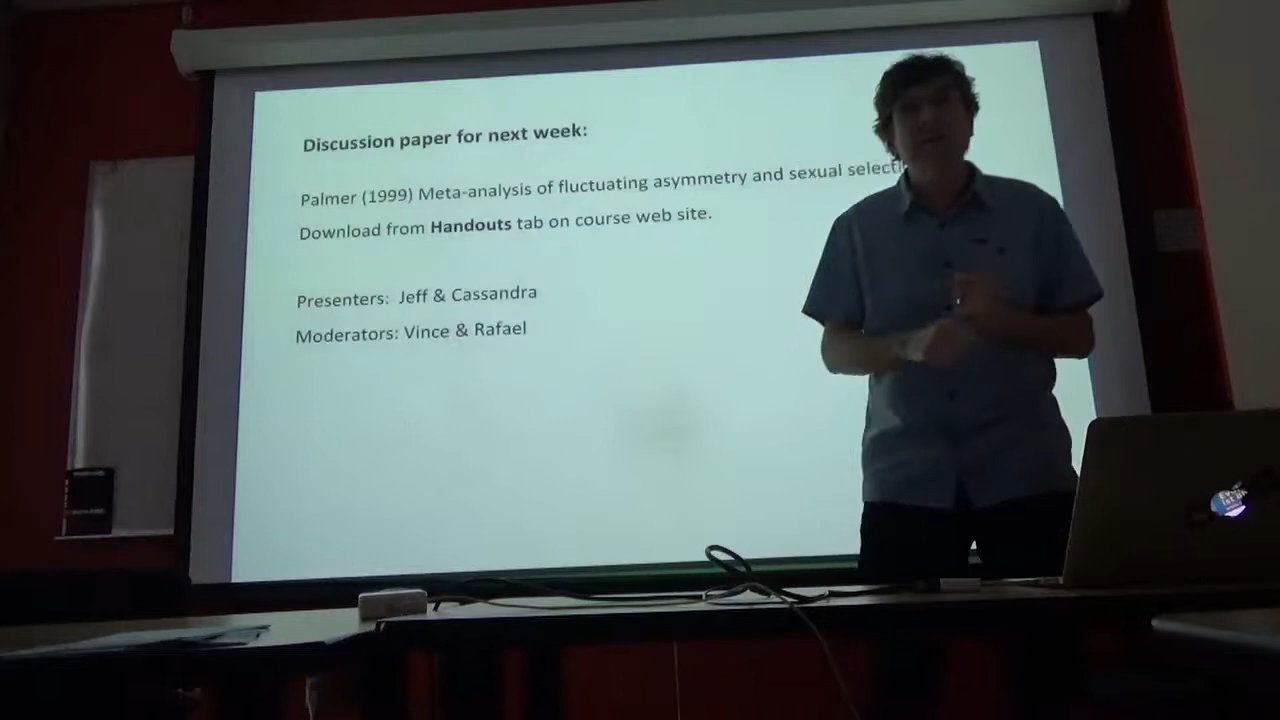 Discussion paper for next week:
Palmer (1999) Meta-analysis of fluctuating asymmetry and sexual selecti
Download from Handouts tab on course web site.
Presenters: Jeff & Cassandra
Moderators: Vince & Rafael